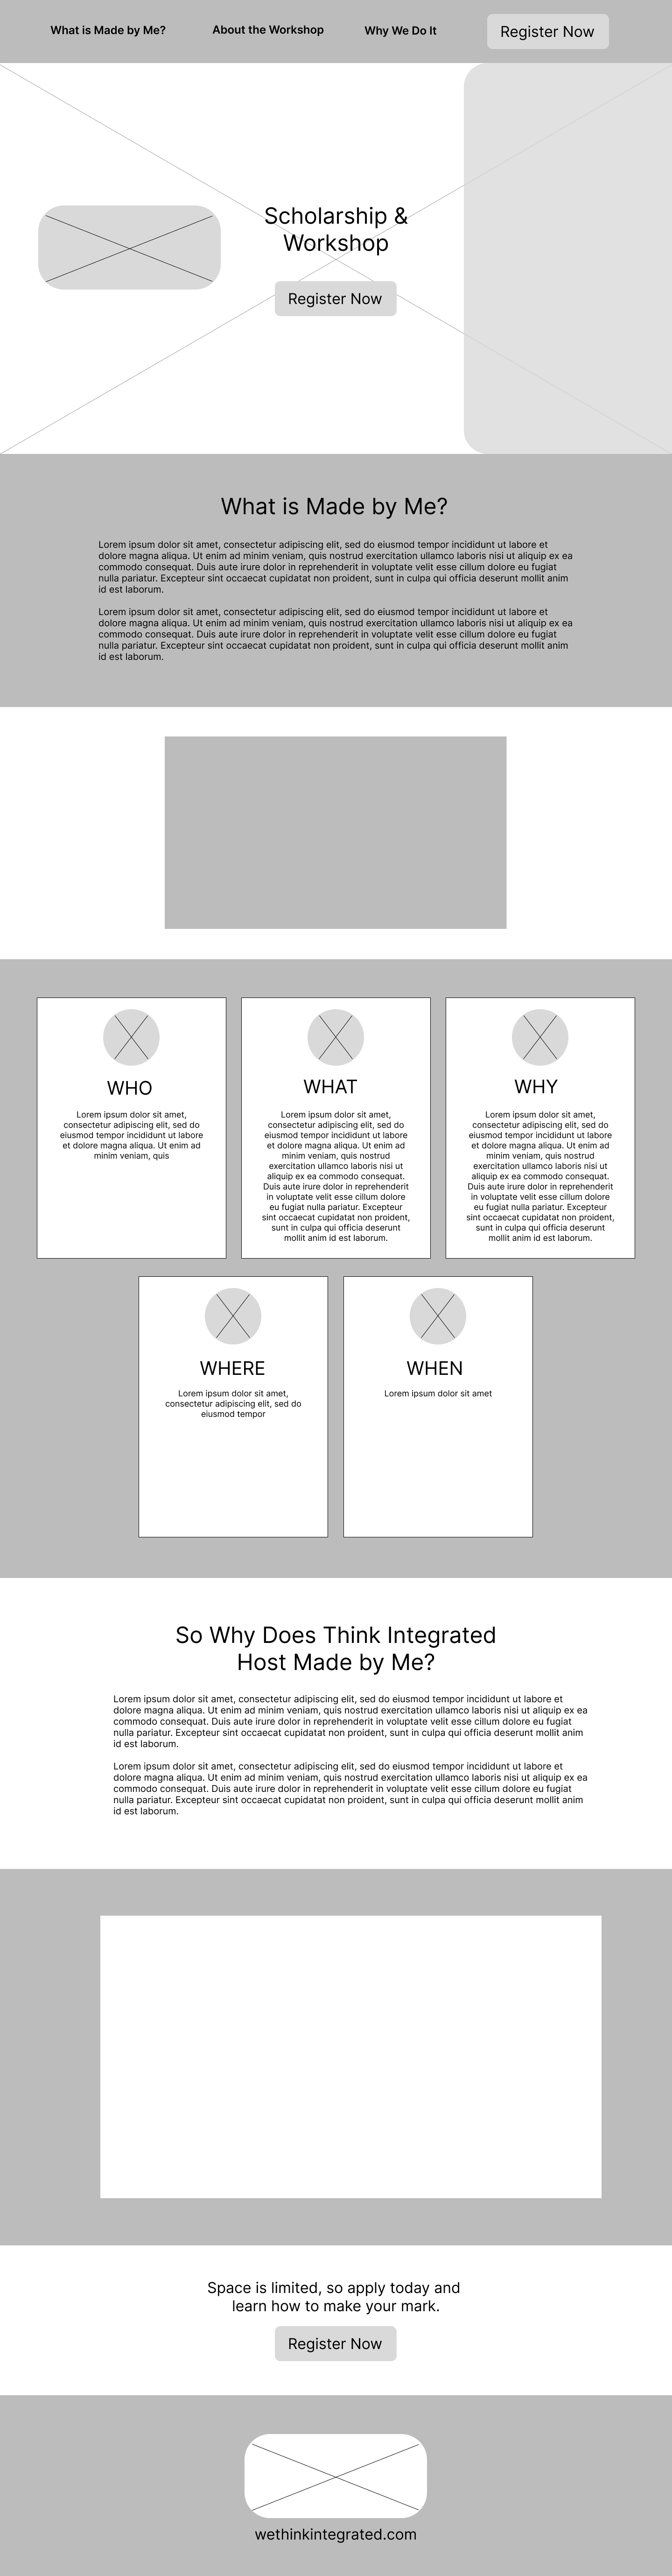 What is Made by Me?
About the Workshop
Why We Do It
Register Now
Scholarship &
Workshop
Register Now
What is Made by Me?
Lorem ipsum dolor sit amet, consectetur adipiscing elit, sed do eiusmod tempor incididunt ut labore et
dolore magna aliqua. Ut enim ad minim veniam, quis nostrud exercitation ullamco laboris nisi ut aliquip ex ea
commodo consequat. Duis aute irure dolor in reprehenderit in voluptate velit esse cillum dolore eu fugiat
nulla pariatur. Excepteur sint occaecat cupidatat non proident, sunt in culpa qui officia deserunt mollit anim
id est laborum.
Lorem ipsum dolor sit amet, consectetur adipiscing elit, sed do eiusmod tempor incididunt ut labore et
dolore magna aliqua. Ut enim ad minim veniam, quis nostrud exercitation ullamco laboris nisi ut aliquip ex ea
commodo consequat. Duis aute irure dolor in reprehenderit in voluptate velit esse cillum dolore eu fugiat
nulla pariatur. Excepteur sint occaecat cupidatat non proident, sunt in culpa qui officia deserunt mollit anim
id est laborum.
WHO
Lorem ipsum dolor sit amet,
consectetur adipiscing elit, sed do
eiusmod tempor incididunt ut labore
et dolore magna aliqua. Ut enim ad
minim veniam, quis
WHAT
Lorem ipsum dolor sit amet,
consectetur adipiscing elit, sed do
eiusmod tempor incididunt ut labore
et dolore magna aliqua. Ut enim ad
minim veniam, quis nostrud
exercitation ullamco laboris nisi ut
aliquip ex ea commodo consequat.
Duis aute irure dolor in reprehenderit
in voluptate velit esse cillum dolore
eu fugiat nulla pariatur. Excepteur
sint occaecat cupidatat non proident,
sunt in culpa qui officia deserunt
mollit anim id est laborum.
WHY
Lorem ipsum dolor sit amet,
consectetur adipiscing elit, sed do
eiusmod tempor incididunt ut labore
et dolore magna aliqua. Ut enim ad
minim veniam, quis nostrud
exercitation ullamco laboris nisi ut
aliquip ex ea commodo consequat.
Duis aute irure dolor in reprehenderit
in voluptate velit esse cillum dolore
eu fugiat nulla pariatur. Excepteur
sint occaecat cupidatat non proident,
sunt in culpa qui officia deserunt
mollit anim id est laborum.
WHERE
Lorem ipsum dolor sit amet,
consectetur adipiscing elit, sed do
eiusmod tempor
WHEN
Lorem ipsum dolor sit amet
So Why Does Think Integrated
Host Made by Me?
Lorem ipsum dolor sit amet, consectetur adipiscing elit, sed do eiusmod tempor incididunt ut labore et
dolore magna aliqua. Ut enim ad minim veniam, quis nostrud exercitation ullamco laboris nisi ut aliquip ex ea
commodo consequat. Duis aute irure dolor in reprehenderit in voluptate velit esse cillum dolore eu fugiat
nulla pariatur. Excepteur sint occaecat cupidatat non proident, sunt in culpa qui officia deserunt mollit anim
id est laborum.
Lorem ipsum dolor sit amet, consectetur adipiscing elit, sed do eiusmod tempor incididunt ut labore et
dolore magna aliqua. Ut enim ad minim veniam, quis nostrud exercitation ullamco laboris nisi ut aliquip ex ea
commodo consequat. Duis aute irure dolor in reprehenderit in voluptate velit esse cillum dolore eu fugiat
nulla pariatur. Excepteur sint occaecat cupidatat non proident, sunt in culpa qui officia deserunt mollit anim
id est laborum.
Space is limited, so apply today and
learn how to make your mark.
Register Now
wethinkintegrated.com